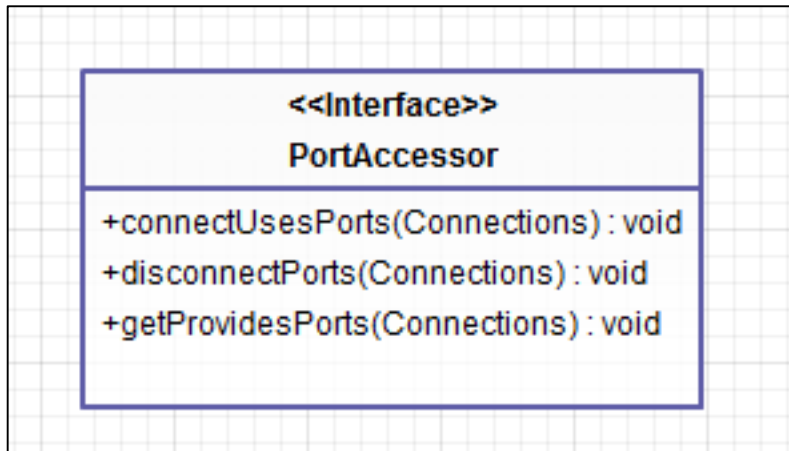 <<Interface>>
PortAccessor
+connectUsesPorts(Connections) : void
+disconnectPorts(Connections) : void
+getProvidesPorts(Connections) : void